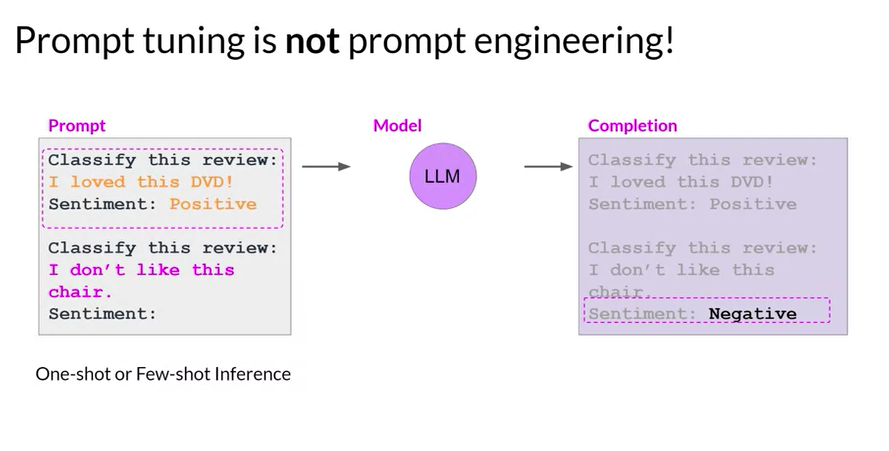 Prompt tuning is not prompt engineering!
Prompt
Classify this review:
I loved this DVD!
Sentiment: Positive
Classify this review:
I don’t like this
chair.
Sentiment:
Model
LLM
Completion
Classify this review:
I loved this DVD!
Sentiment: Positive
Classify this review:
I don’t like this
chair.
Sentiment: Negative
One-shot or Few-shot Inference